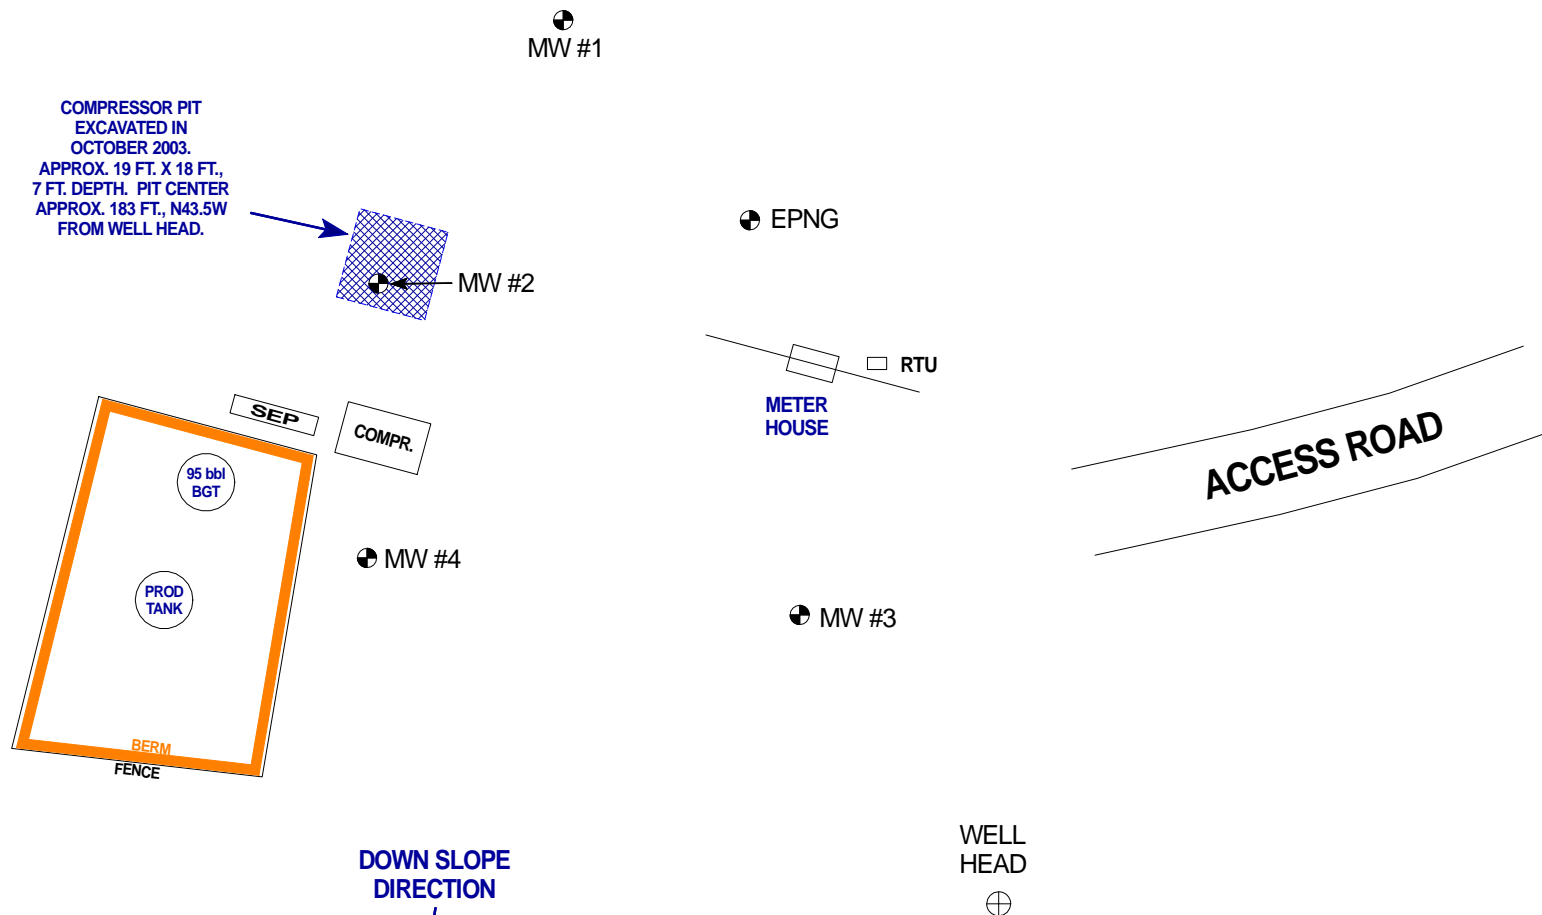 MW #1
COMPRESSOR PIT
EXCAVATED IN
OCTOBER 2003.
APPROX. 19 FT. X 18 FT.,
7 FT. DEPTH. PIT CENTER
APPROX. 183 FT., N43.5W
FROM WELL HEAD.
EPNG
MW #2
RTU
METER
HOUSE
SEP
COMPR.
ACCESS ROAD
95 bbl
BGT
MW #4
PROD
TANK
MW #3
BERM
FENCE
WELL
HEAD
DOWN SLOPE
DIRECTION